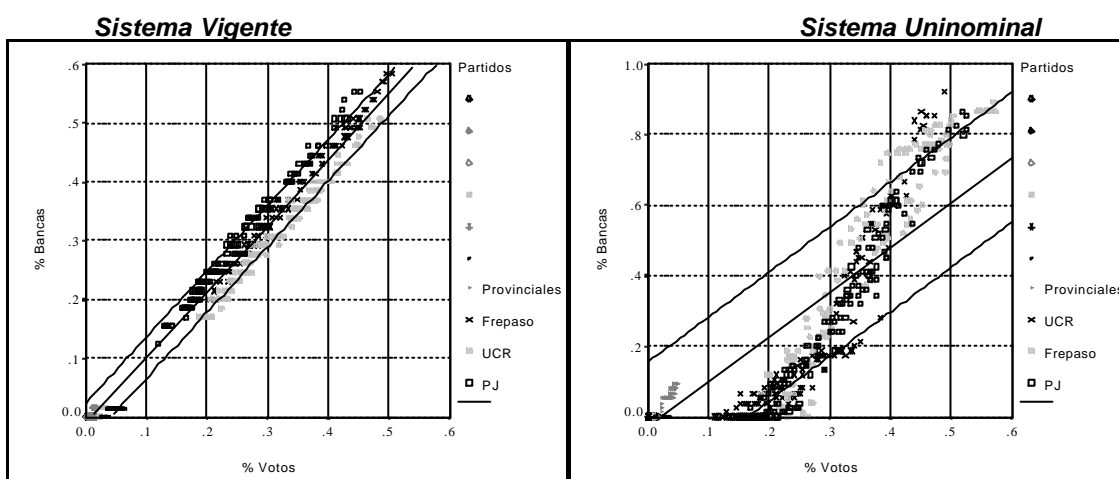 Sistema Vigente
Sistema Uninominal
% Bancas
.6
.5
.4
.3
.2
.1
0.0
0.0
.1
.2
.3
.4
.5
.6
% Votos
Partidos
Provinciales
Frepaso
UCR
PJ
% Bancas
1.0
.8
.6
.4
.2
0.0
0.0
.1
.2
.3
.4
.5
.6
% Votos
Partidos
Provinciales
UCR
Frepaso
PJ